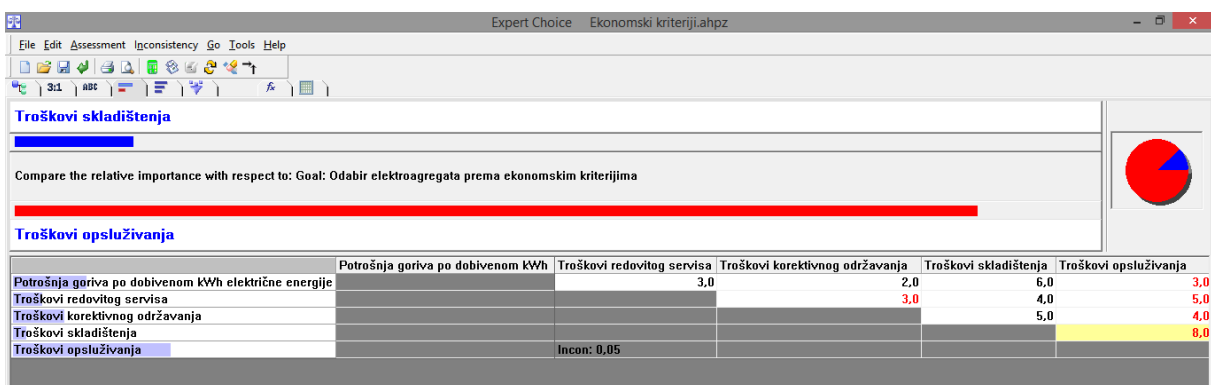 Expert Choice Ekonomski kriteriji.ahpz
File Edit Assessment Inconsistency Go Tools Help
3:1 ABC fx
Troškovi skladištenja
Compare the relative importance with respect to: Goal: Odabir elektroagregata prema ekonomskim kriterijima
Troškovi opsluživanja
Potrošnja goriva po dobivenom kWh Troškovi redovitog servisa Troškovi korektivnog održavanja Troškovi skladištenja Troškovi opsluživanja
Potrošnja goriva po dobivenom kWh električne energije 3,0 2,0 6,0 3,0
Troškovi redovitog servisa 3,0 4,0 5,0
Troškovi korektivnog održavanja 5,0 4,0
Troškovi skladištenja 8,0
Troškovi opsluživanja Incon: 0,05